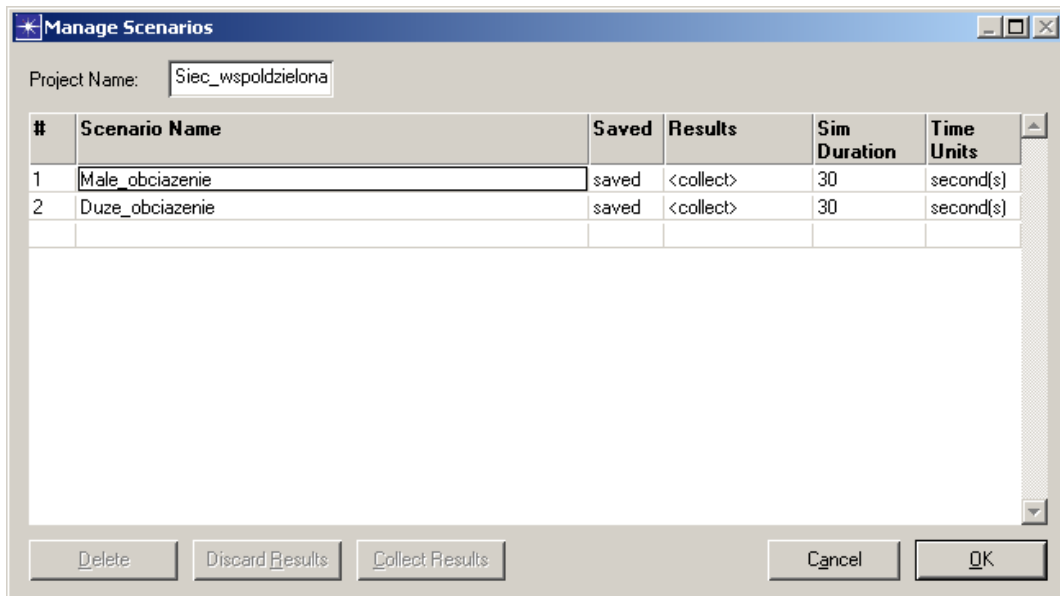 Manage Scenarios
Project Name: Siec_wspoldzielona
# Scenario Name Saved Results Sim Duration Time Units
1 Male_obciazenie saved <collect> 30 second(s)
2 Duze_obciazenie saved <collect> 30 second(s)
Delete Discard Results Collect Results Cancel OK